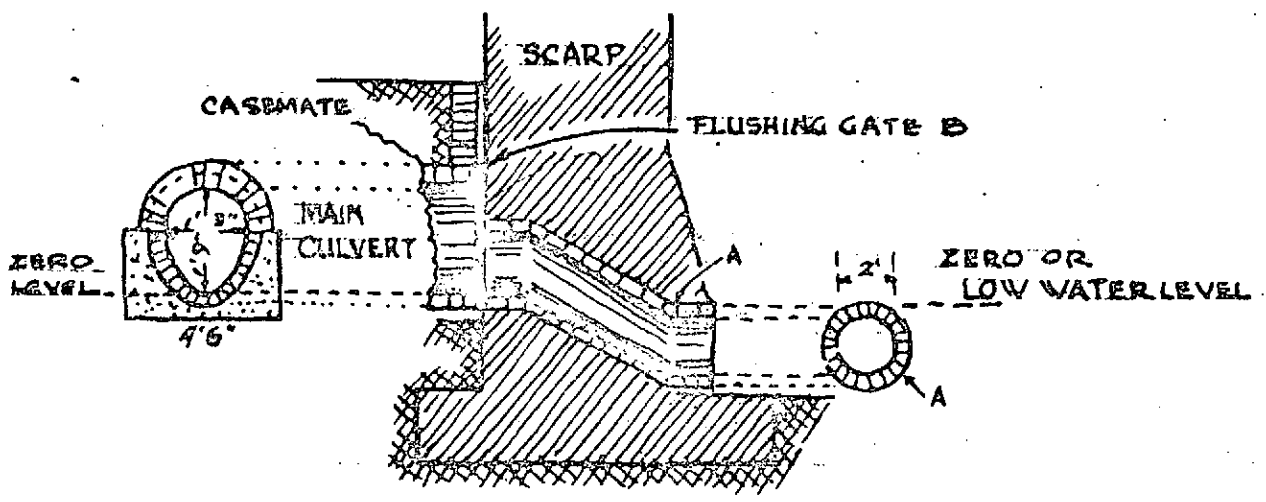 SCARP
CASEMATE
FLUSHING GATE B
MAIN
CULVERT
ZERO
LEVEL
4'6"
A
2'
ZERO OR
LOW WATER LEVEL
A